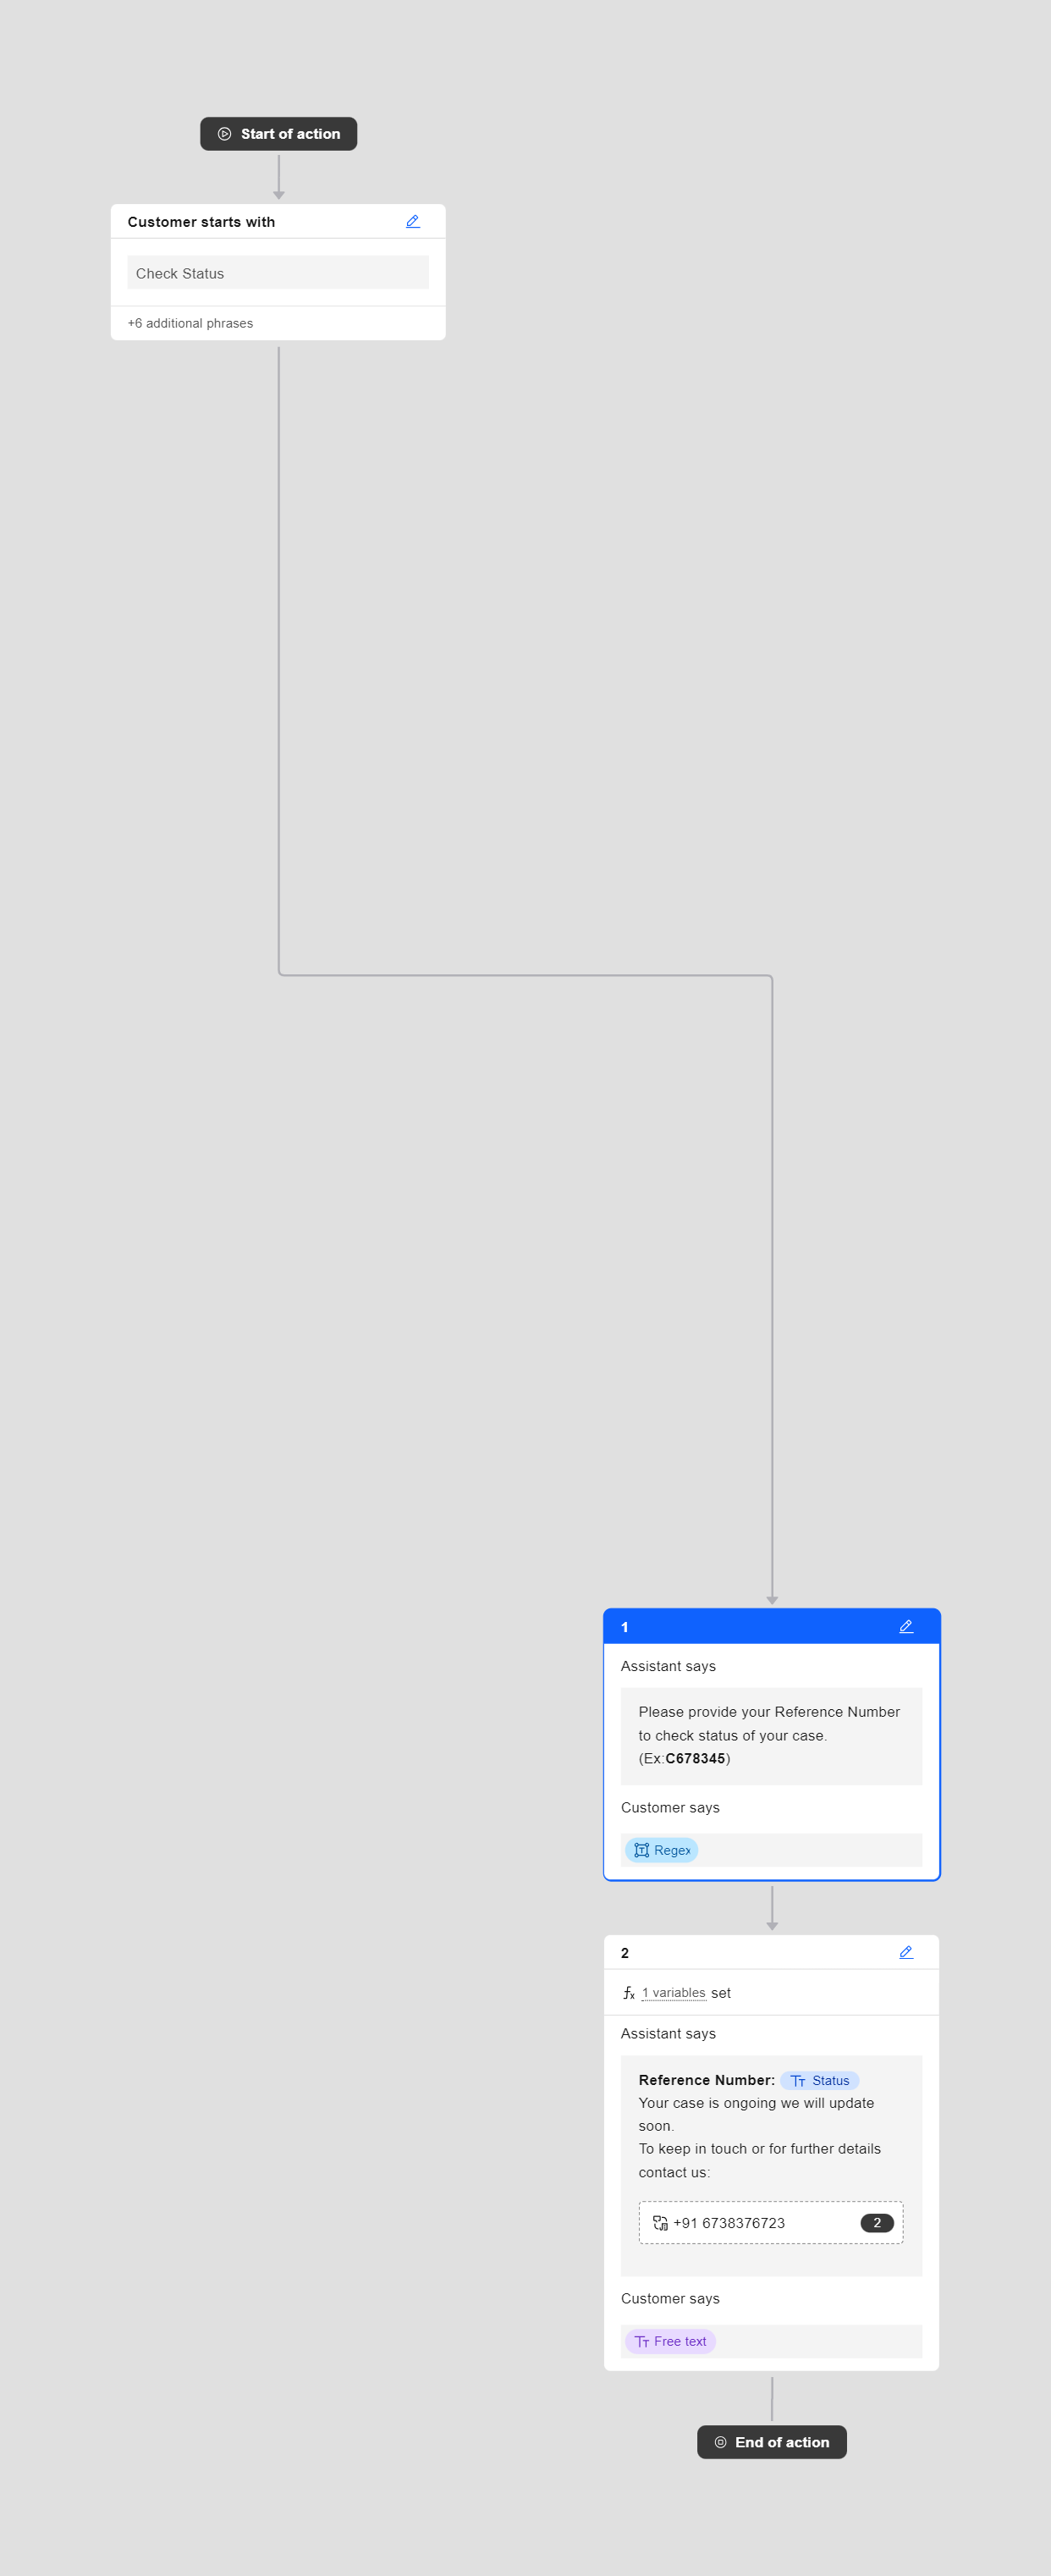 Start of action
Customer starts with
Check Status
+6 additional phrases
1
Assistant says
Please provide your Reference Number
to check status of your case.
(Ex:C678345)
Customer says
Regex
2
fx 1 variables set
Assistant says
Reference Number: Status
Your case is ongoing we will update
soon.
To keep in touch or for further details
contact us:
+91 6738376723 2
Customer says
Free text
End of action